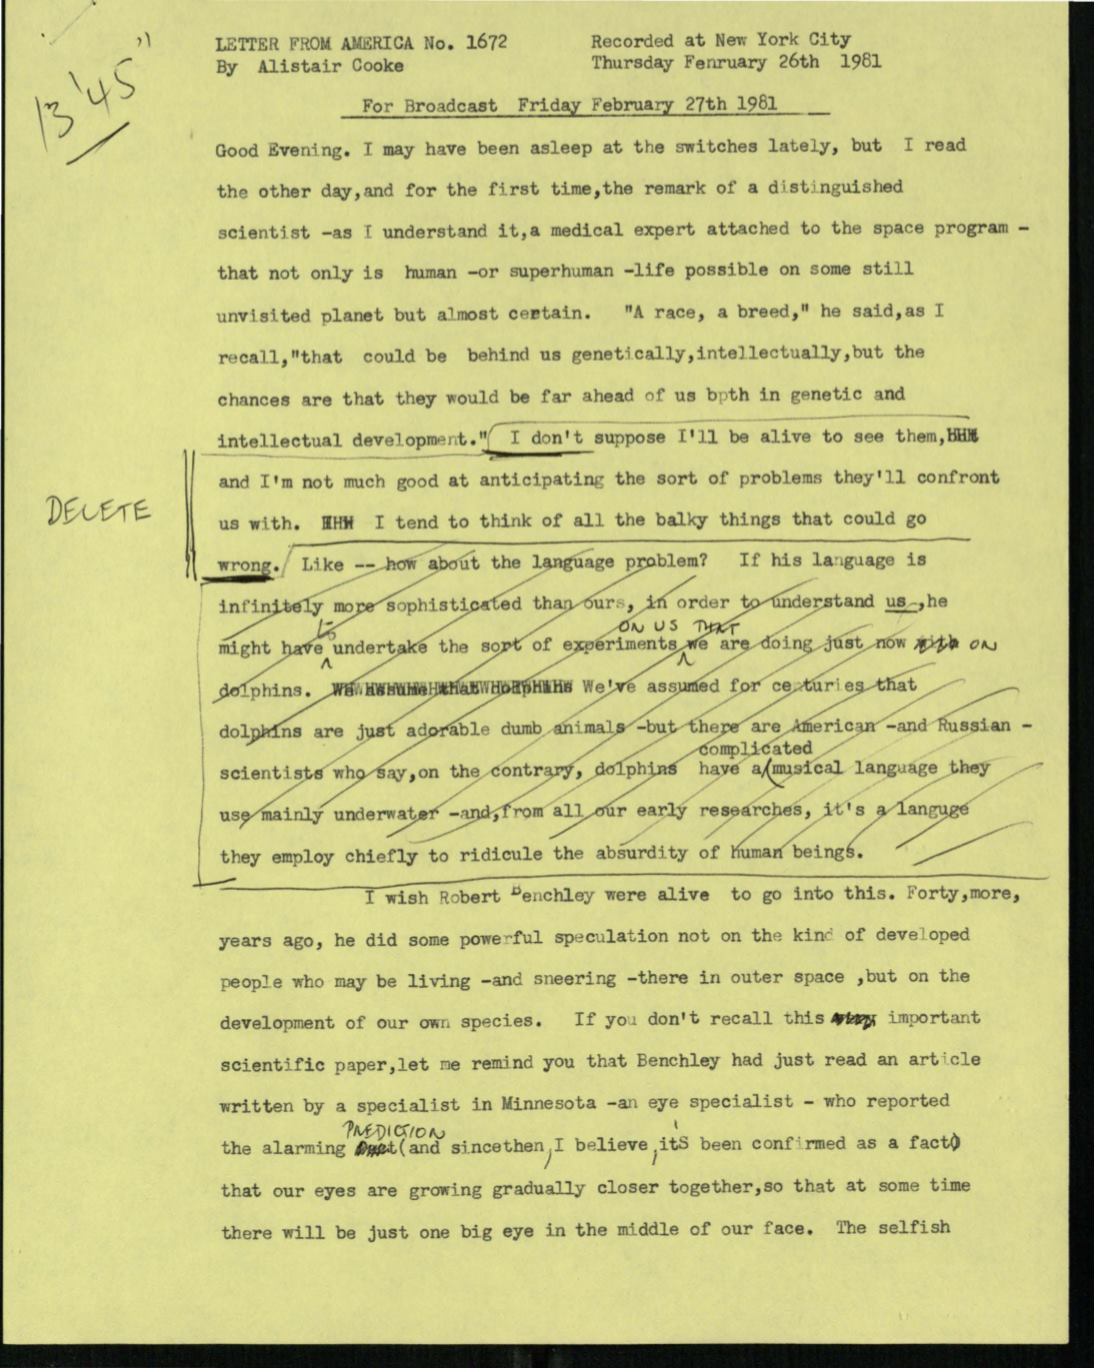 13'45"
LETTER FROM AMERICA No. 1672 Recorded at New York City
By Alistair Cooke Thursday Fenruary 26th 1981
For Broadcast Friday February 27th 1981
Good Evening. I may have been asleep at the switches lately, but I read
the other day,and for the first time,the remark of a distinguished
scientist -as I understand it,a medical expert attached to the space program -
that not only is human -or superhuman -life possible on some still
unvisited planet but almost certain. "A race, a breed," he said,as I
recall,"that could be behind us genetically,intellectually,but the
chances are that they would be far ahead of us bpth in genetic and
intellectual development." I don't suppose I'll be alive to see them,
and I'm not much good at anticipating the sort of problems they'll confront
DELETE
us with. I tend to think of all the balky things that could go
wrong. Like -- how about the language problem? If his language is
infinitely more sophisticated than ours, in order to understand us,he
to ON US THAT
might have undertake the sort of experiments we are doing just now with ON
dolphins. We assume that dolphins We've assumed for centuries that
dolphins are just adorable dumb animals -but there are American -and Russian -
complicated
scientists who say,on the contrary, dolphins have a(musical language they
use mainly underwater -and,from all our early researches, it's a languge
they employ chiefly to ridicule the absurdity of human beings.
I wish Robert Benchley were alive to go into this. Forty,more,
years ago, he did some powerful speculation not on the kind of developed
people who may be living -and sneering -there in outer space ,but on the
development of our own species. If you don't recall this important
scientific paper,let me remind you that Benchley had just read an article
written by a specialist in Minnesota -an eye specialist - who reported
PREDICTION
the alarming (and sincethen,I believe,it's been confirmed as a fact)
that our eyes are growing gradually closer together,so that at some time
there will be just one big eye in the middle of our face. The selfish